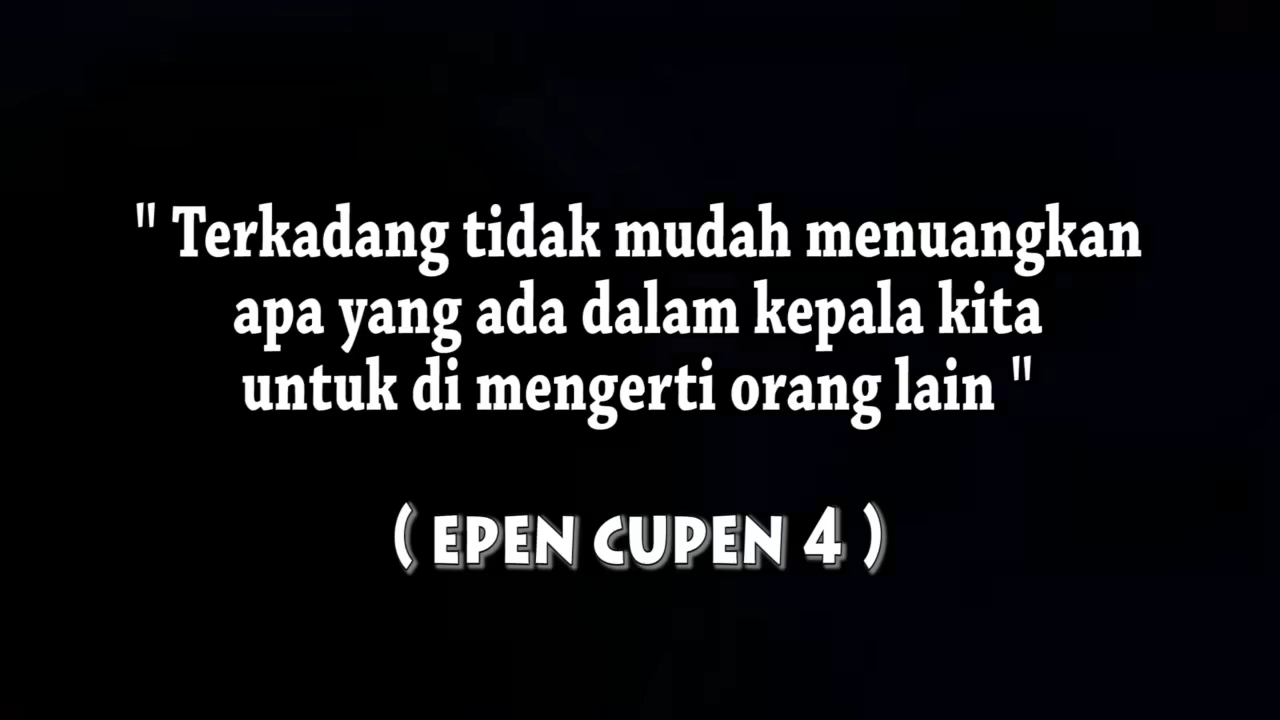 " Terkadang tidak mudah menuangkan
apa yang ada dalam kepala kita
untuk di mengerti orang lain "
( EPEN CUPEN 4 )